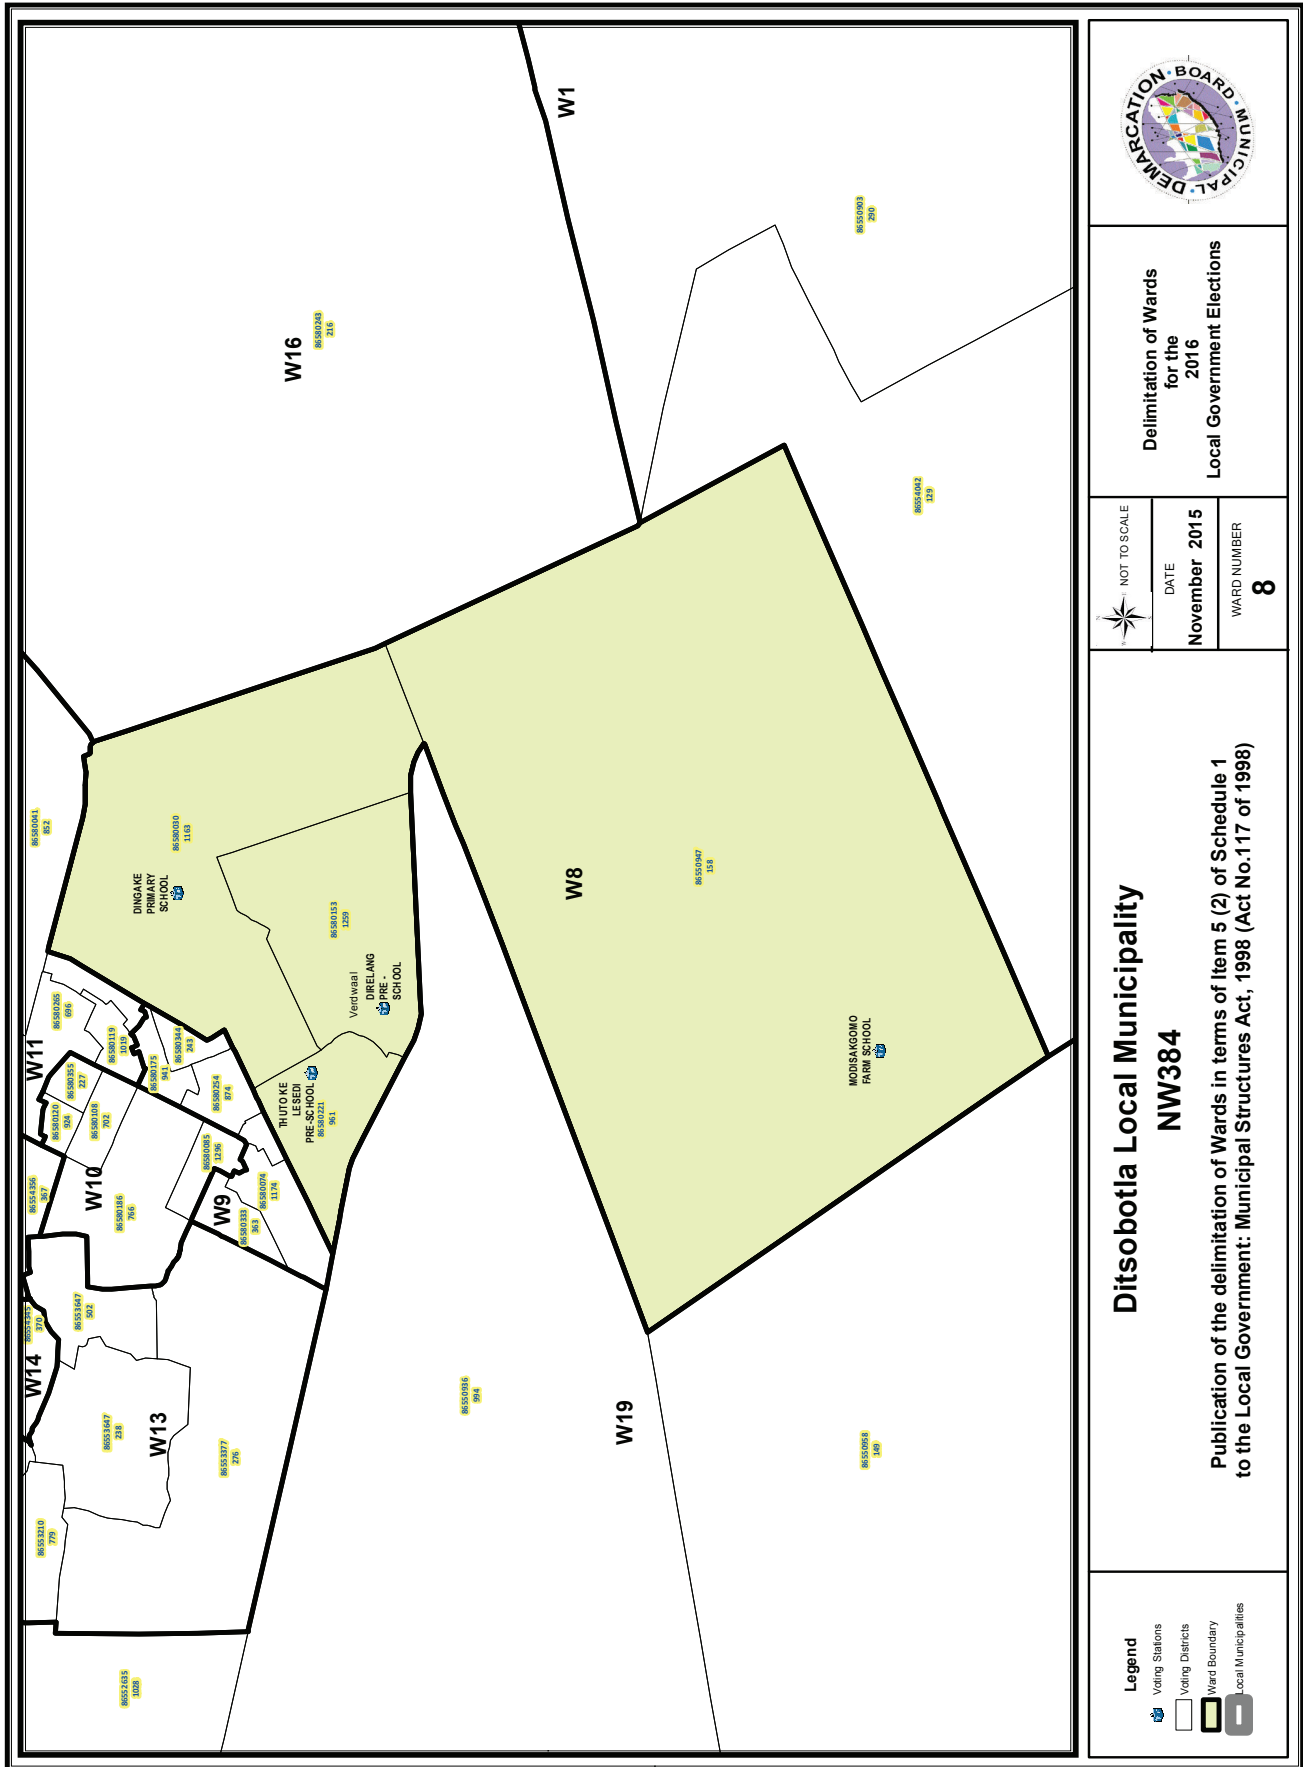 W16
86580243
216
W1
86550903
290
86554042
129
86580041
852
DINGAKE
PRIMARY
SCHOOL
86580030
1163
86580153
1259
Verdwaal
DIRELANG
PRE -
SCHOOL
THUTO KE
LESEDI
PRE-SCHOOL
86580221
961
W8
86550947
158
MODISAKGOMO
FARM SCHOOL
W11
86580265
696
86580119
1019
86580355
227
86580120
924
86580108
702
86580175
941
86580344
243
86580254
874
86580085
1296
86580074
1174
W9
86580333
363
W10
86580186
766
86554356
367
86554345
370
W14
86553647
502
86553647
238
W13
86553377
276
86553210
779
86552635
1028
86550936
994
W19
86550958
149
Legend
Voting Stations
Voting Districts
Ward Boundary
Local Municipalities
Ditsobotla Local Municipality
NW384
Publication of the delimitation of Wards in terms of Item 5 (2) of Schedule 1
to the Local Government: Municipal Structures Act, 1998 (Act No.117 of 1998)
NOT TO SCALE
DATE
November 2015
WARD NUMBER
8
Delimitation of Wards
for the
2016
Local Government Elections
MUNICIPAL · DEMARCATION · BOARD ·